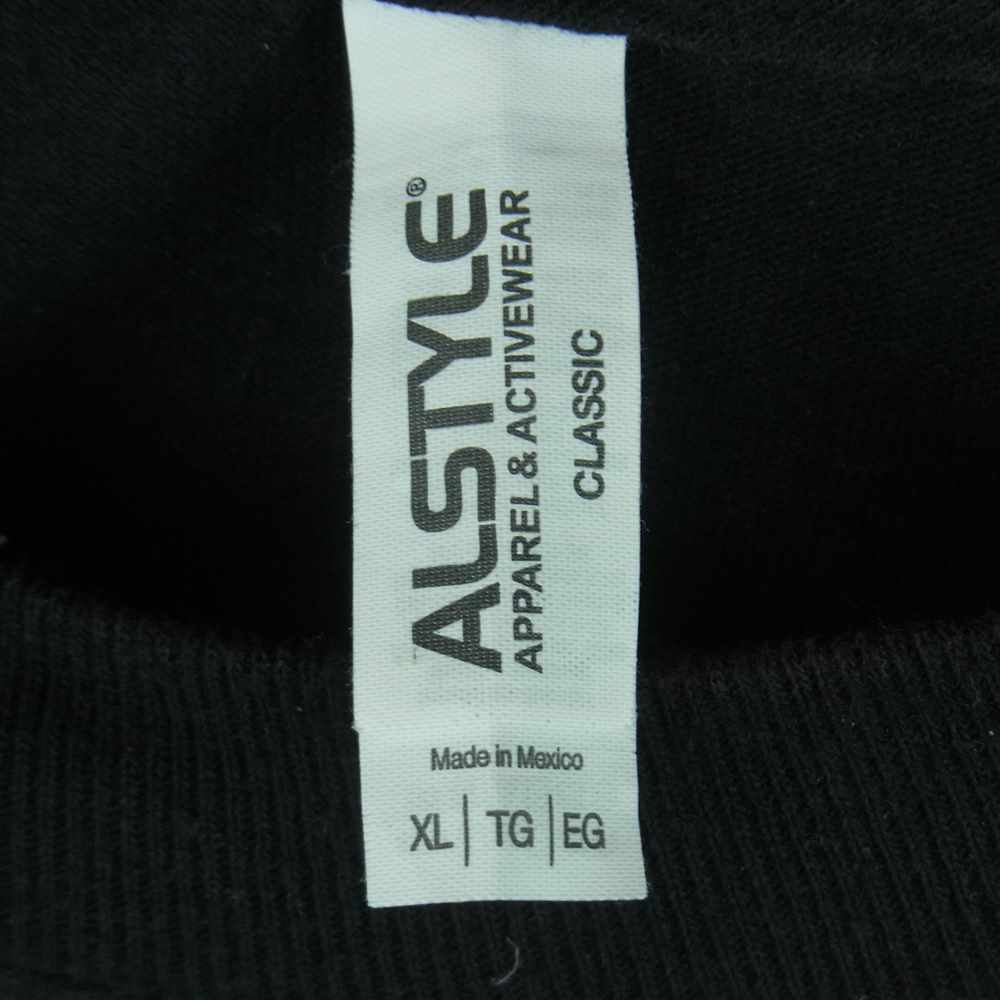 ALSTYLE®
APPAREL & ACTIVEWEAR
CLASSIC
Made in Mexico
XL | TG | EG